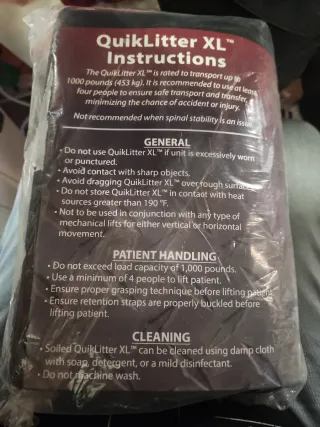 QuikLitter XL™
Instructions
The QuikLitter XL™ is rated to transport up to
1000 pounds (453 kg). It is recommended to use at least
four people to ensure safe transport and transfer,
minimizing the chance of accident or injury.
Not recommended when spinal stability is an issue
GENERAL
• Do not use QuikLitter XL™ if unit is excessively worn
or punctured.
• Avoid contact with sharp objects.
• Avoid dragging QuikLitter XL™ over rough surfaces
• Do not store QuikLitter XL™ in contact with heat
sources greater than 190 °F.
• Not to be used in conjunction with any type of
mechanical lifts for either vertical or horizontal
movement.
PATIENT HANDLING
• Do not exceed load capacity of 1,000 pounds.
• Use a minimum of 4 people to lift patient.
• Ensure proper grasping technique before lifting patient
• Ensure retention straps are properly buckled before
lifting patient.
CLEANING
• Soiled QuikLitter XL™ can be cleaned using damp cloth
with soap, detergent, or a mild disinfectant.
• Do not machine wash.